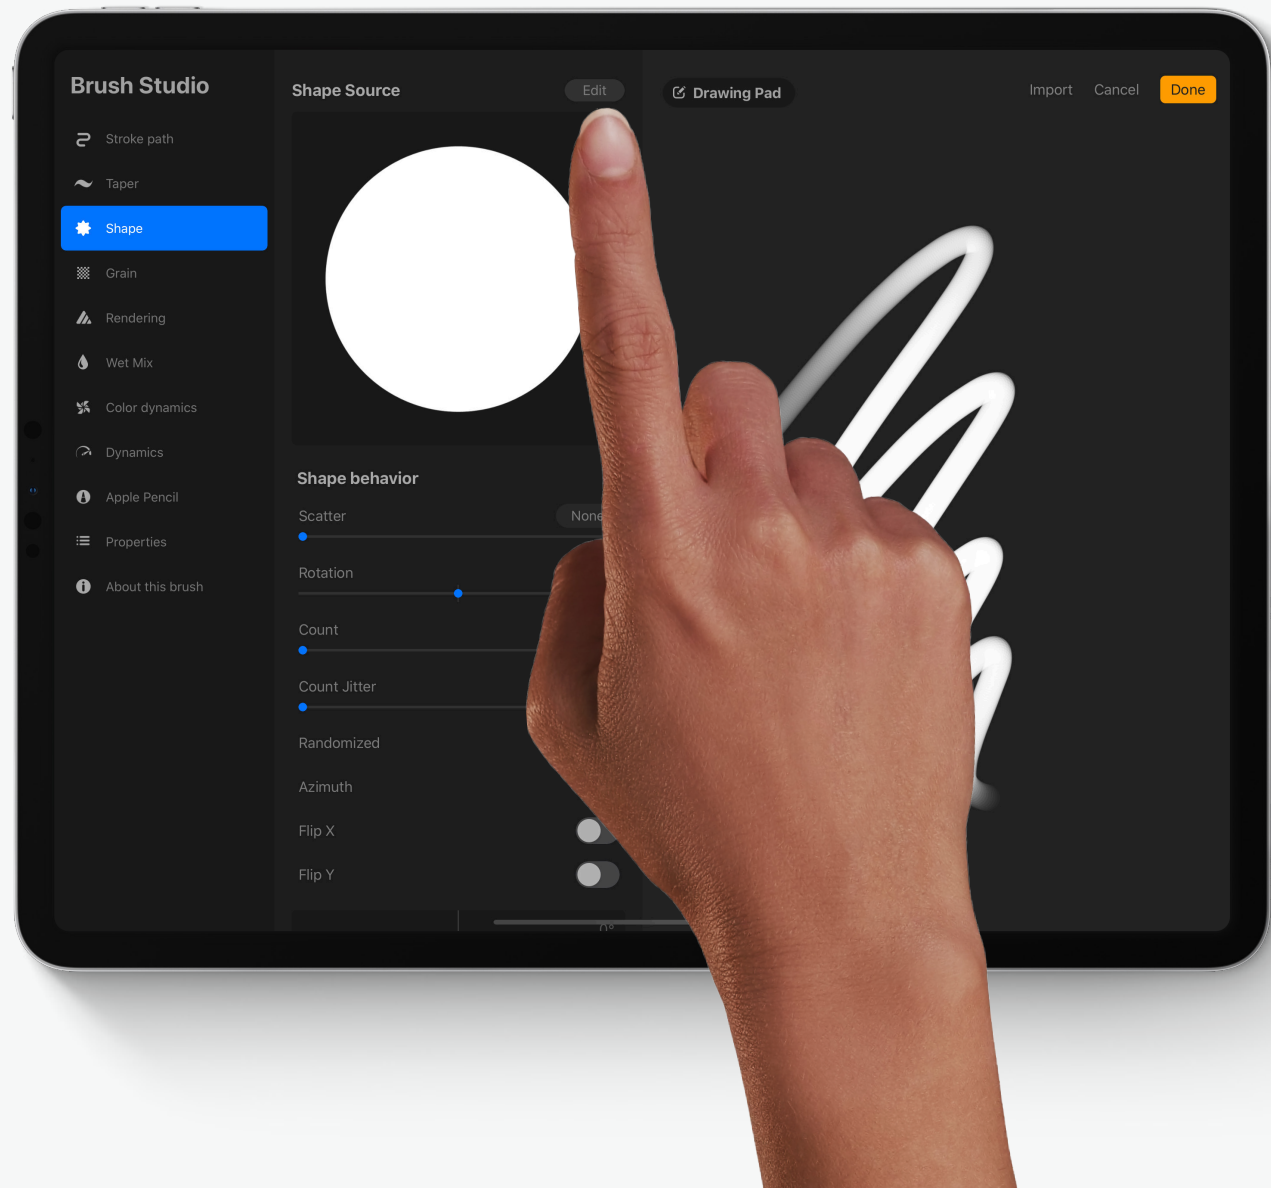 Brush Studio
Stroke path
Taper
Shape
Grain
Rendering
Wet Mix
Color dynamics
Dynamics
Apple Pencil
Properties
About this brush
Shape Source
Edit
Shape behavior
Scatter
None
Rotation
Count
Count Jitter
Randomized
Azimuth
Flip X
Flip Y
0°
Drawing Pad
Import
Cancel
Done